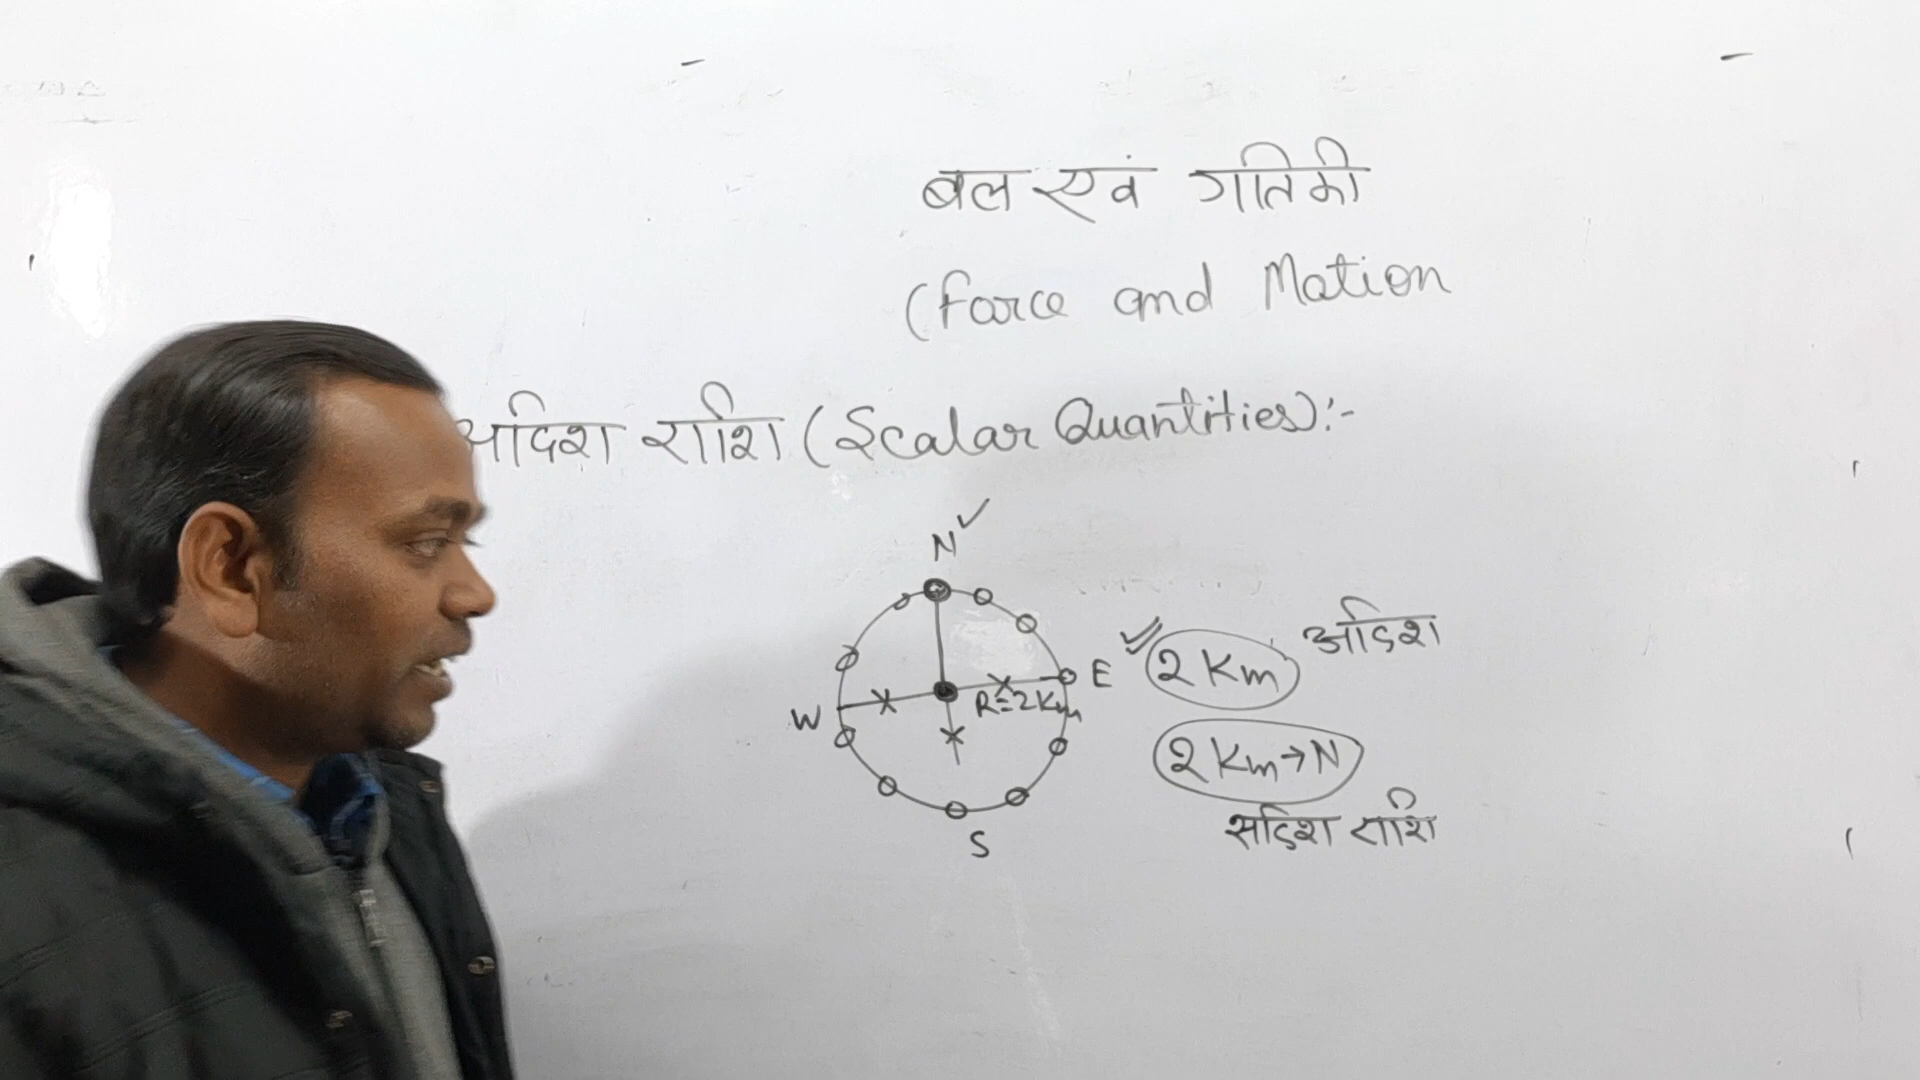 बल एवं गतिकी
(Force and Motion
अदिश राशि (Scalar Quantities):-
N
W
E
R=2Km
S
2 Km
अदिश
2 Km→N
सदिश राशि